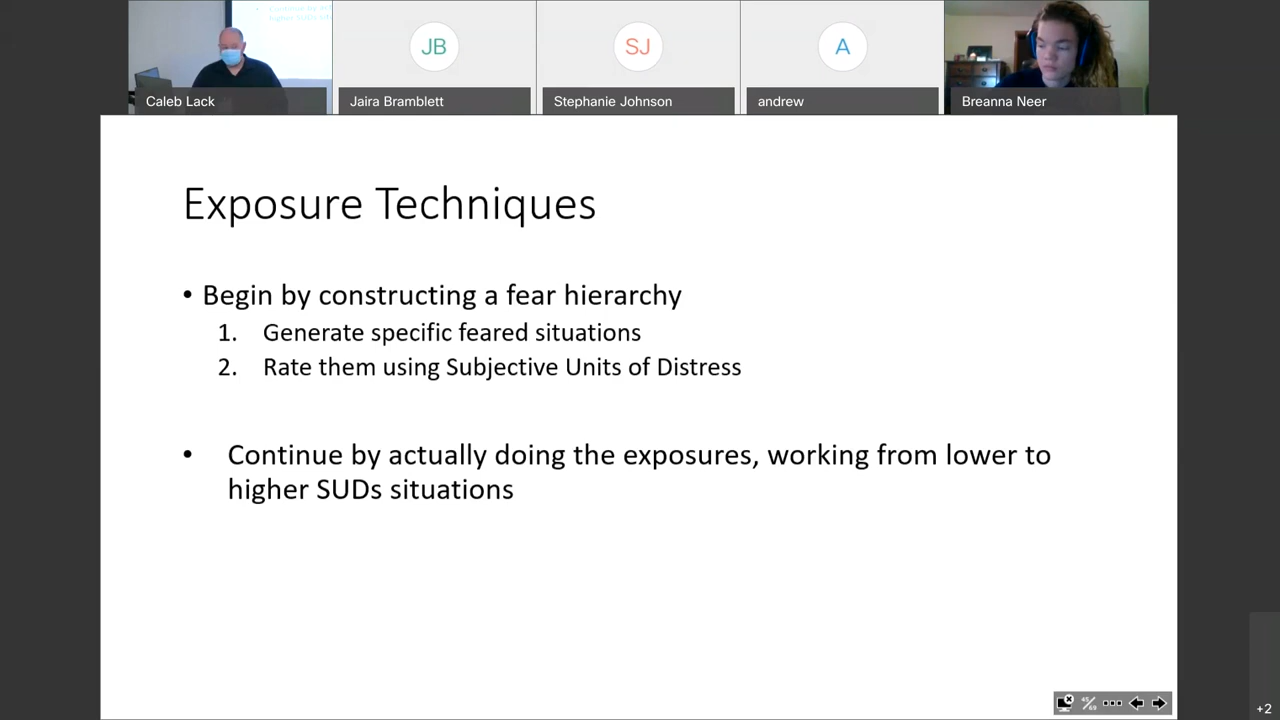 JB
SJ
A
Caleb Lack
Jaira Bramblett
Stephanie Johnson
andrew
Breanna Neer
Exposure Techniques
• Begin by constructing a fear hierarchy
1. Generate specific feared situations
2. Rate them using Subjective Units of Distress
• Continue by actually doing the exposures, working from lower to
higher SUDs situations
+2